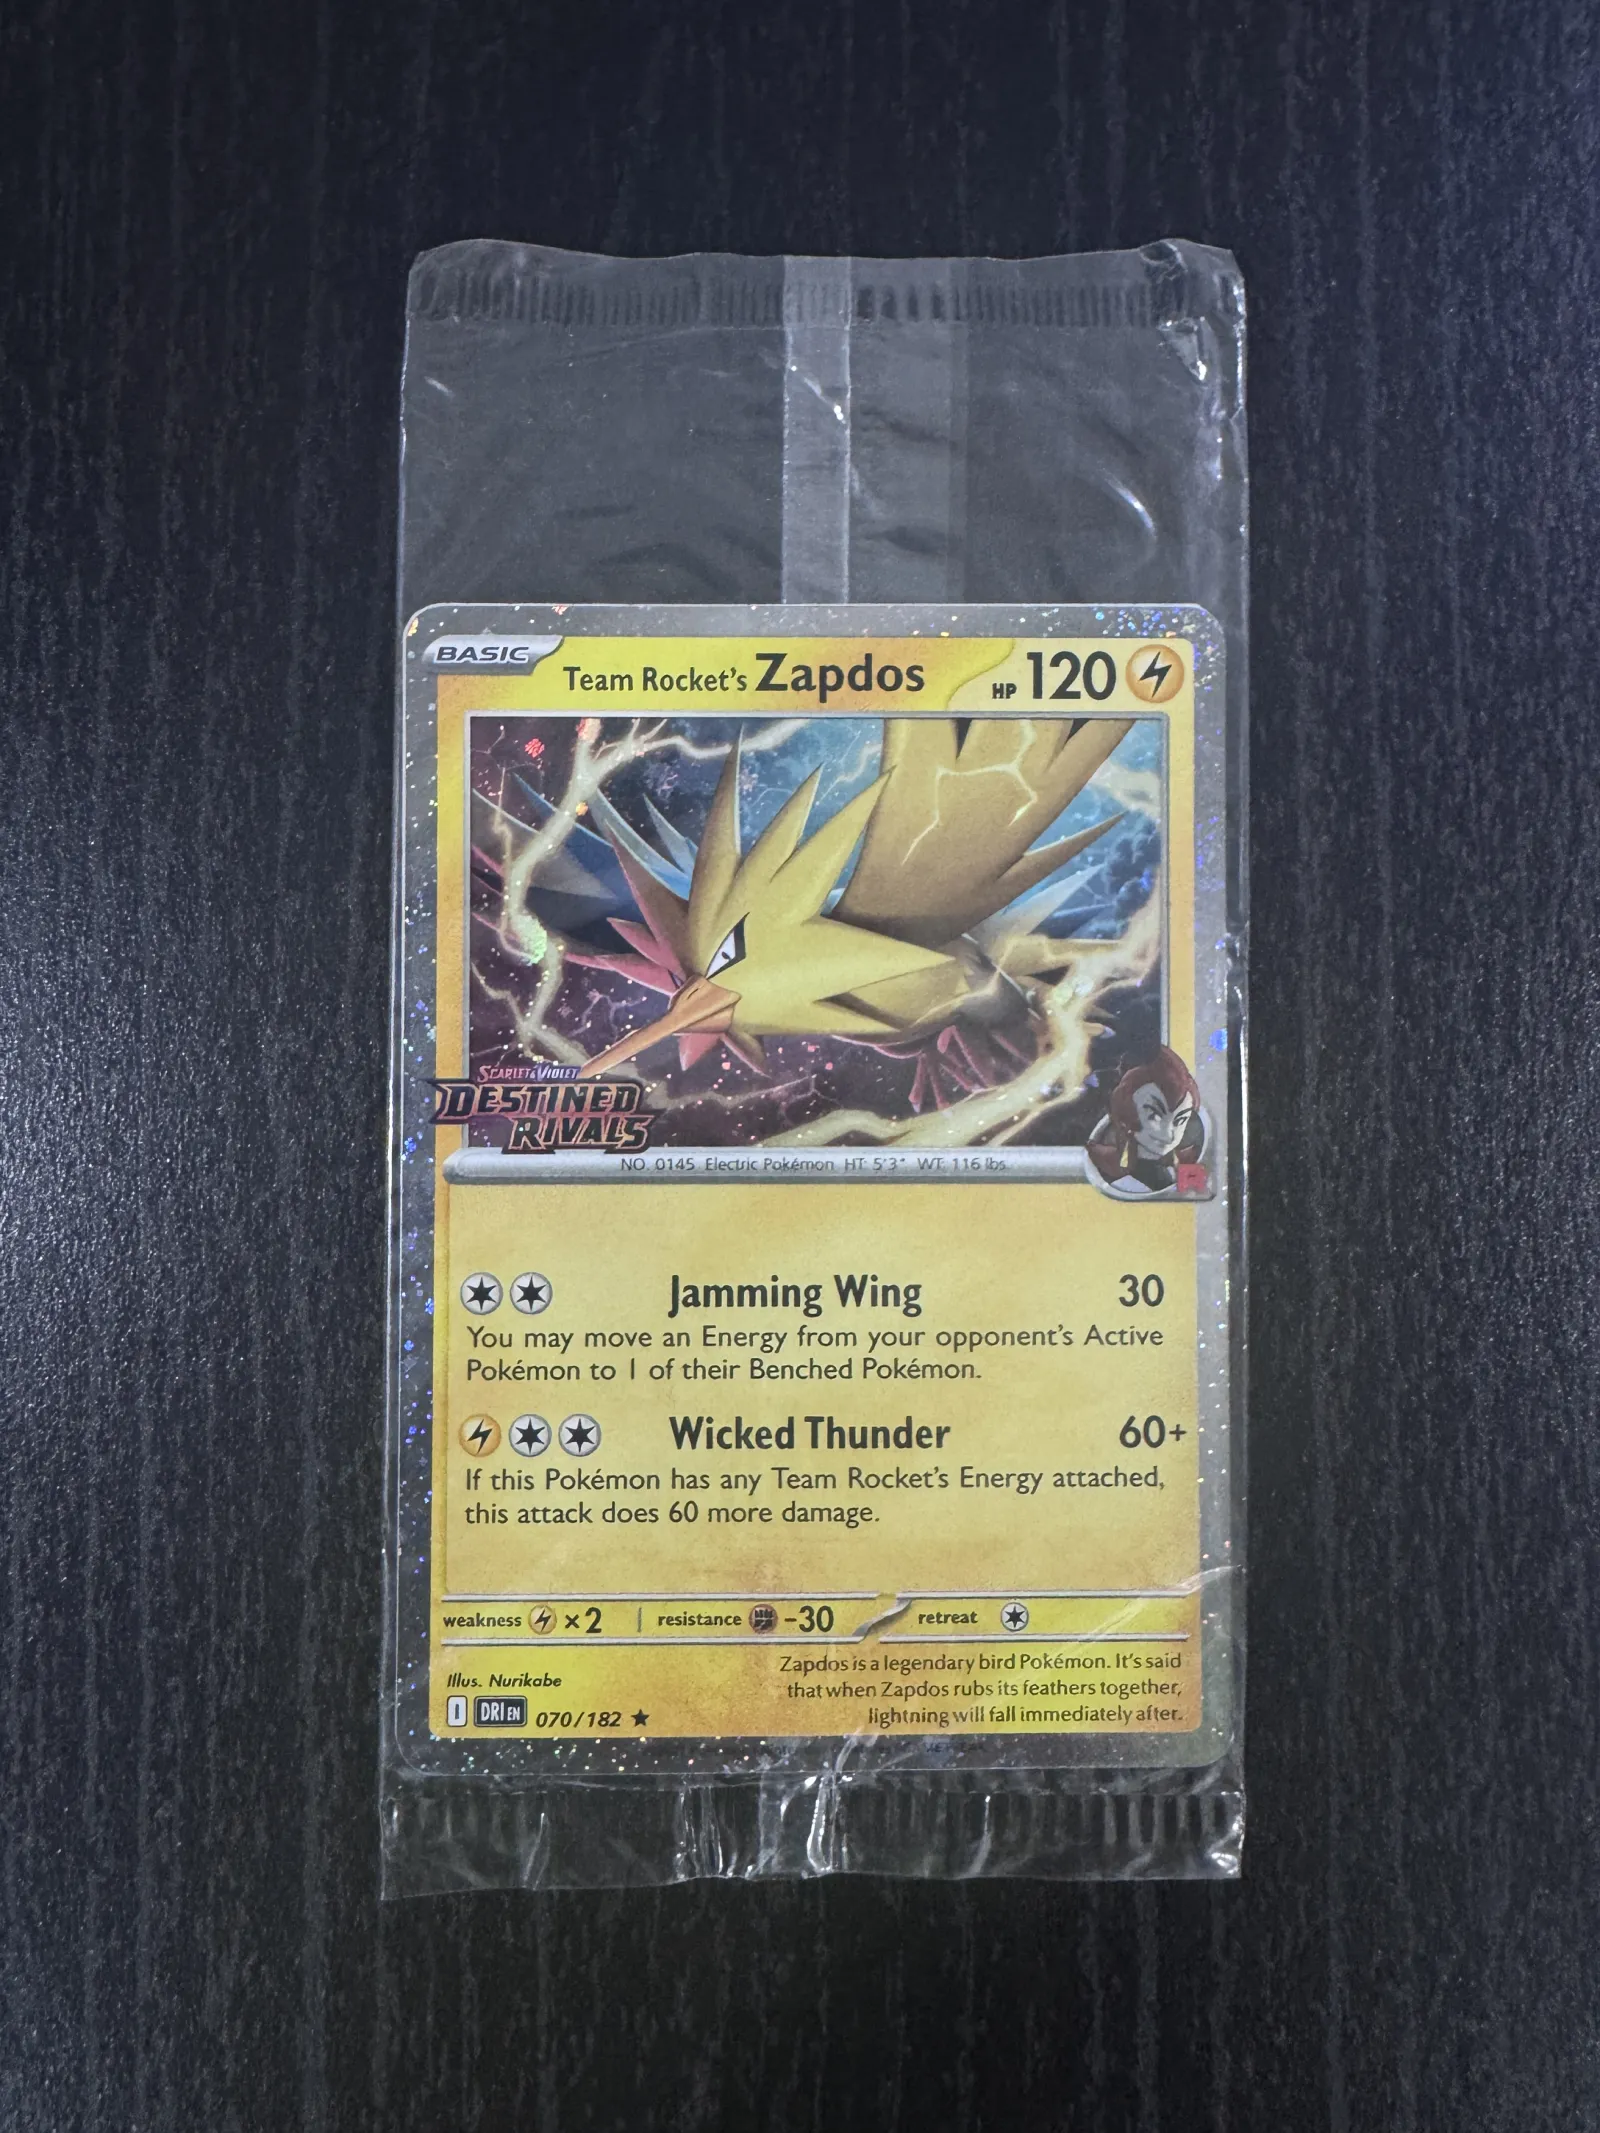 BASIC
Team Rocket's Zapdos HP 120
SCARLET & VIOLET
DESTINED
RIVALS
NO. 0145 Electric Pokémon HT: 5'3" WT: 116 lbs.
R
Jamming Wing 30
You may move an Energy from your opponent's Active
Pokémon to 1 of their Benched Pokémon.
Wicked Thunder 60+
If this Pokémon has any Team Rocket's Energy attached,
this attack does 60 more damage.
weakness ×2 resistance -30 retreat
Illus. Nurikabe
I DRI EN 070/182 ★
Zapdos is a legendary bird Pokémon. It's said
that when Zapdos rubs its feathers together,
lightning will fall immediately after.